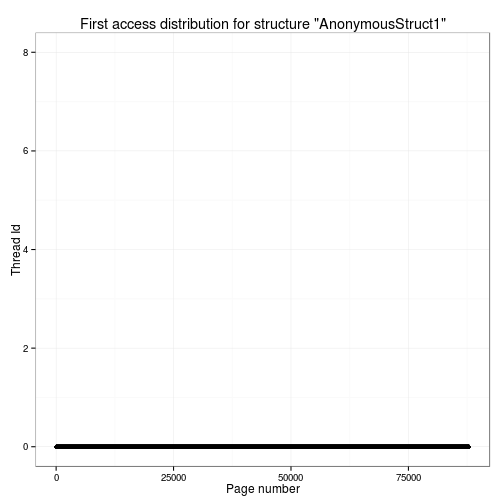 First access distribution for structure "AnonymousStruct1"
8
6
4
2
0
Thread Id
0 25000 50000 75000
Page number